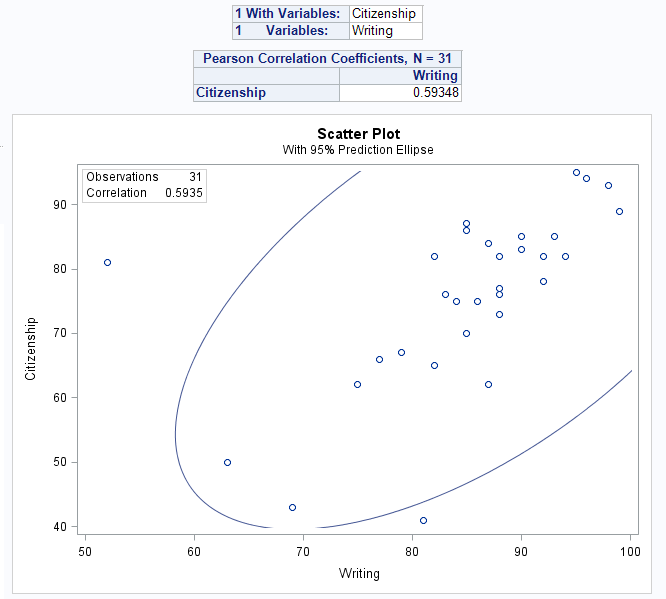 1 With Variables: Citizenship
1 Variables: Writing
Pearson Correlation Coefficients, N = 31
Writing
Citizenship 0.59348
Scatter Plot
With 95% Prediction Ellipse
Observations 31
Correlation 0.5935
90
80
70
60
50
40
Citizenship
50 60 70 80 90 100
Writing